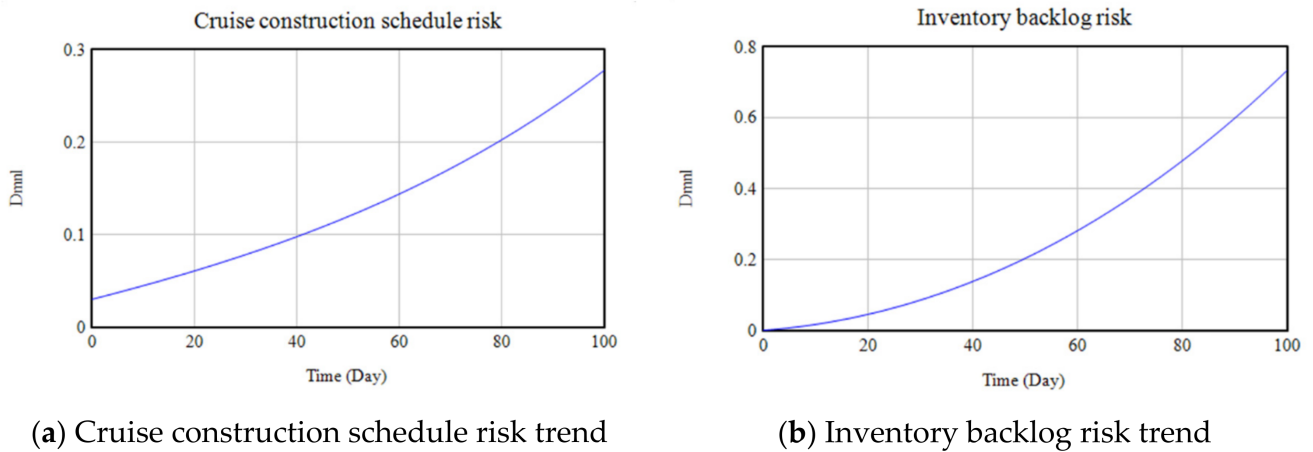 Cruise construction schedule risk
0.3
0.2
0.1
0
Dmnl
0 20 40 60 80 100
Time (Day)
(a) Cruise construction schedule risk trend
Inventory backlog risk
0.8
0.6
0.4
0.2
0
Dmnl
0 20 40 60 80 100
Time (Day)
(b) Inventory backlog risk trend